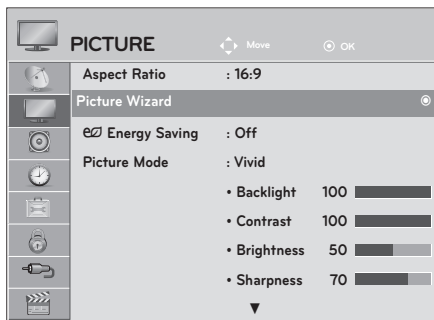 PICTURE Move OK
Aspect Ratio : 16:9
Picture Wizard
Energy Saving : Off
Picture Mode : Vivid
• Backlight 100
• Contrast 100
• Brightness 50
• Sharpness 70
▼